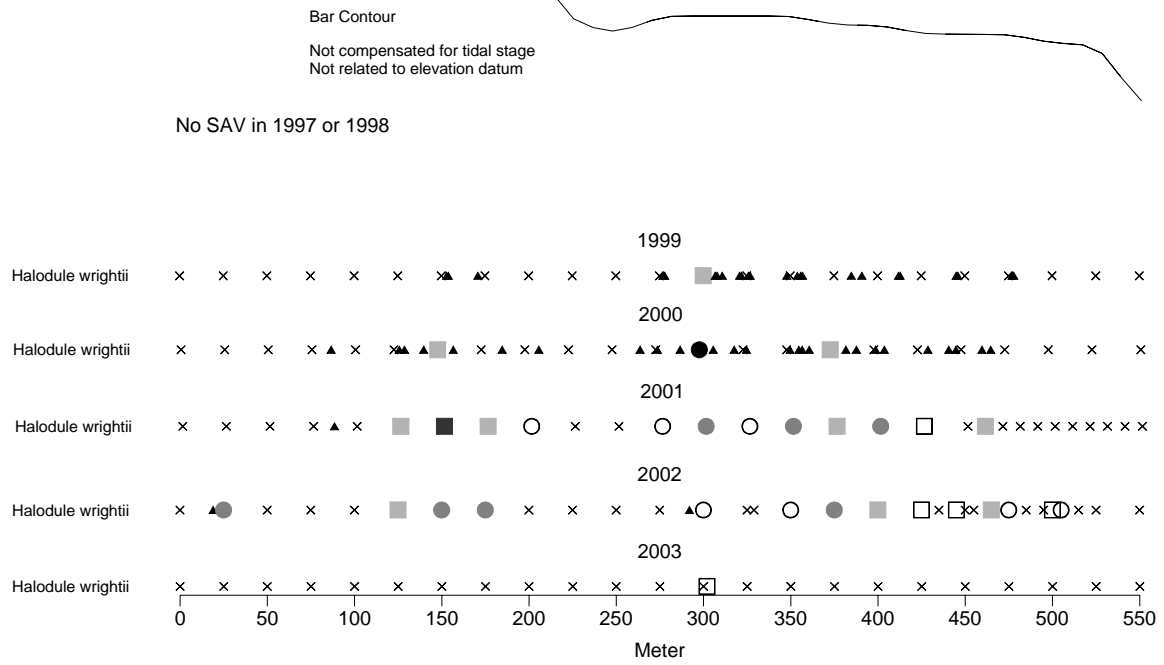 Bar Contour
Not compensated for tidal stage
Not related to elevation datum
No SAV in 1997 or 1998
1999
Halodule wrightii
2000
Halodule wrightii
2001
Halodule wrightii
2002
Halodule wrightii
2003
Halodule wrightii
0 50 100 150 200 250 300 350 400 450 500 550
Meter